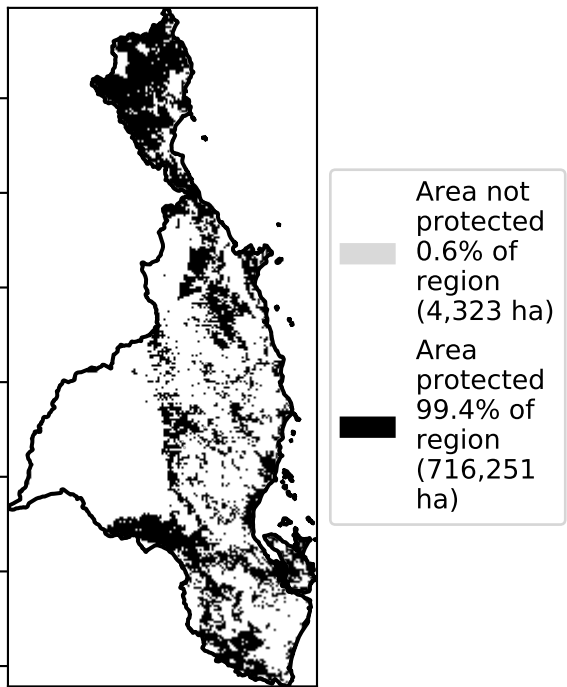 Area not
protected
0.6% of
region
(4,323 ha)
Area
protected
99.4% of
region
(716,251
ha)